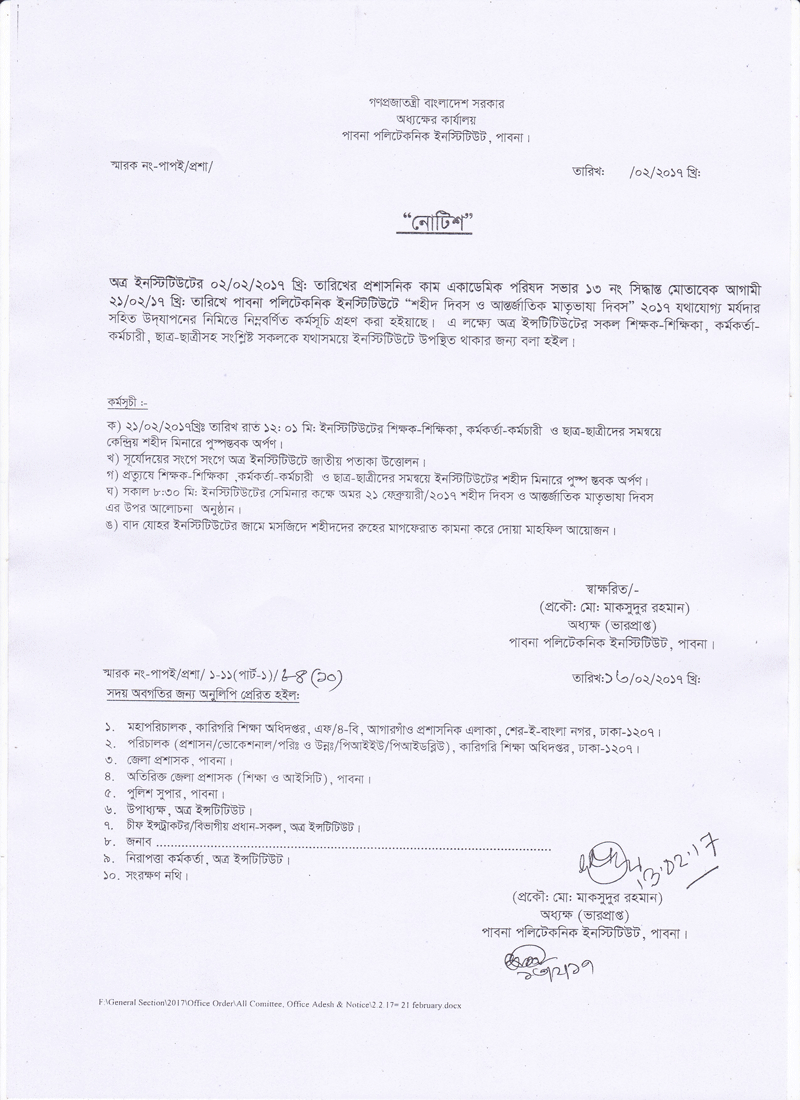 গণপ্রজাতন্ত্রী বাংলাদেশ সরকার
অধ্যক্ষের কার্যালয়
পাবনা পলিটেকনিক ইনস্টিটিউট, পাবনা।
স্মারক নং-পাপই/প্রশা/ তারিখ: /০২/২০১৭ খ্রি:
“নোটিশ”
অত্র ইনস্টিটিউটের ০২/০২/২০১৭ খ্রি: তারিখের প্রশাসনিক কাম একাডেমিক পরিষদ সভার ১৩ নং সিদ্ধান্ত মোতাবেক আগামী
২১/০২/১৭ খ্রি: তারিখে পাবনা পলিটেকনিক ইনস্টিটিউটে “শহীদ দিবস ও আন্তর্জাতিক মাতৃভাষা দিবস” ২০১৭ যথাযোগ্য মর্যদার
সহিত উদ্‌যাপনের নিমিত্তে নিম্নবর্ণিত কর্মসূচি গ্রহণ করা হইয়াছে। এ লক্ষ্যে অত্র ইন্সটিটিউটের সকল শিক্ষক-শিক্ষিকা, কর্মকর্তা-
কর্মচারী, ছাত্র-ছাত্রীসহ সংশ্লিষ্ট সকলকে যথাসময়ে ইনস্টিটিউটে উপস্থিত থাকার জন্য বলা হইল।
কর্মসূচী :-
ক) ২১/০২/২০১৭খ্রিঃ তারিখ রাত ১২: ০১ মি: ইনস্টিটিউটের শিক্ষক-শিক্ষিকা, কর্মকর্তা-কর্মচারী ও ছাত্র-ছাত্রীদের সমন্বয়ে
কেন্দ্রিয় শহীদ মিনারে পুস্পস্তবক অর্পণ।
খ) সূর্যোদয়ের সংগে সংগে অত্র ইনস্টিটিউটে জাতীয় পতাকা উত্তোলন।
গ) প্রত্যুষে শিক্ষক-শিক্ষিকা ,কর্মকর্তা-কর্মচারী ও ছাত্র-ছাত্রীদের সমন্বয়ে ইনস্টিটিউটের শহীদ মিনারে পুস্প স্তবক অর্পণ।
ঘ) সকাল ৮:৩০ মি: ইনস্টিটিউটের সেমিনার কক্ষে অমর ২১ ফেব্রুয়ারী/২০১৭ শহীদ দিবস ও আন্তর্জাতিক মাতৃভাষা দিবস
এর উপর আলোচনা অনুষ্ঠান।
ঙ) বাদ যোহর ইনস্টিটিউটের জামে মসজিদে শহীদদের রুহের মাগফেরাত কামনা করে দোয়া মাহফিল আয়োজন।
স্বাক্ষরিত/-
(প্রকৌ: মো: মাকসুদুর রহমান)
অধ্যক্ষ (ভারপ্রাপ্ত)
পাবনা পলিটেকনিক ইনস্টিটিউট, পাবনা।
স্মারক নং-পাপই/প্রশা/ ১-১১(পার্ট-১)/৮৪(১০) তারিখ:১৩/০২/২০১৭ খ্রি:
সদয় অবগতির জন্য অনুলিপি প্রেরিত হইল:
১. মহাপরিচালক, কারিগরি শিক্ষা অধিদপ্তর, এফ/৪-বি, আগারগাঁও প্রশাসনিক এলাকা, শের-ই-বাংলা নগর, ঢাকা-১২০৭।
২. পরিচালক (প্রশাসন/ভোকেশনাল/পরিঃ ও উন্নঃ/পিআইইউ/পিআইডব্লিউ), কারিগরি শিক্ষা অধিদপ্তর, ঢাকা-১২০৭।
৩. জেলা প্রশাসক, পাবনা।
৪. অতিরিক্ত জেলা প্রশাসক (শিক্ষা ও আইসিটি), পাবনা।
৫. পুলিশ সুপার, পাবনা।
৬. উপাধ্যক্ষ, অত্র ইন্সটিটিউট।
৭. চীফ ইন্সট্রাকটর/বিভাগীয় প্রধান-সকল, অত্র ইন্সটিটিউট।
৮. জনাব ..........................................................................
৯. নিরাপত্তা কর্মকর্তা, অত্র ইন্সটিটিউট।
১০. সংরক্ষণ নথি।
13.02.17
(প্রকৌ: মো: মাকসুদুর রহমান)
অধ্যক্ষ (ভারপ্রাপ্ত)
পাবনা পলিটেকনিক ইনস্টিটিউট, পাবনা।
F:\General Section\2017\Office Order\All Comittee, Office Adesh & Notice\2.2.17= 21 february.docx